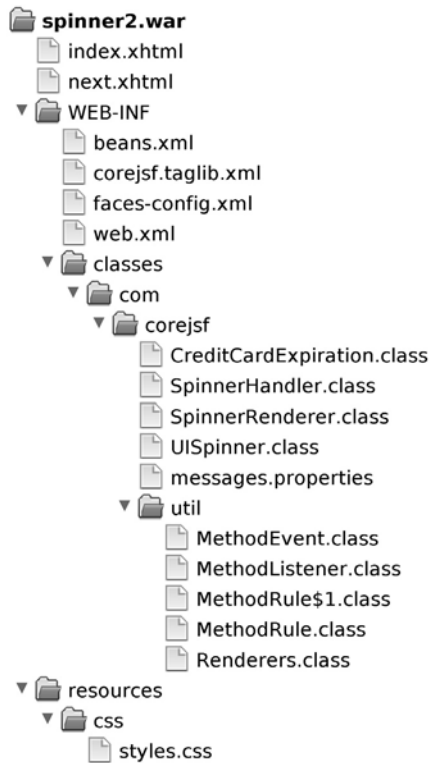 spinner2.war
index.xhtml
next.xhtml
WEB-INF
beans.xml
corejsf.taglib.xml
faces-config.xml
web.xml
classes
com
corejsf
CreditCardExpiration.class
SpinnerHandler.class
SpinnerRenderer.class
UISpinner.class
messages.properties
util
MethodEvent.class
MethodListener.class
MethodRule$1.class
MethodRule.class
Renderers.class
resources
css
styles.css